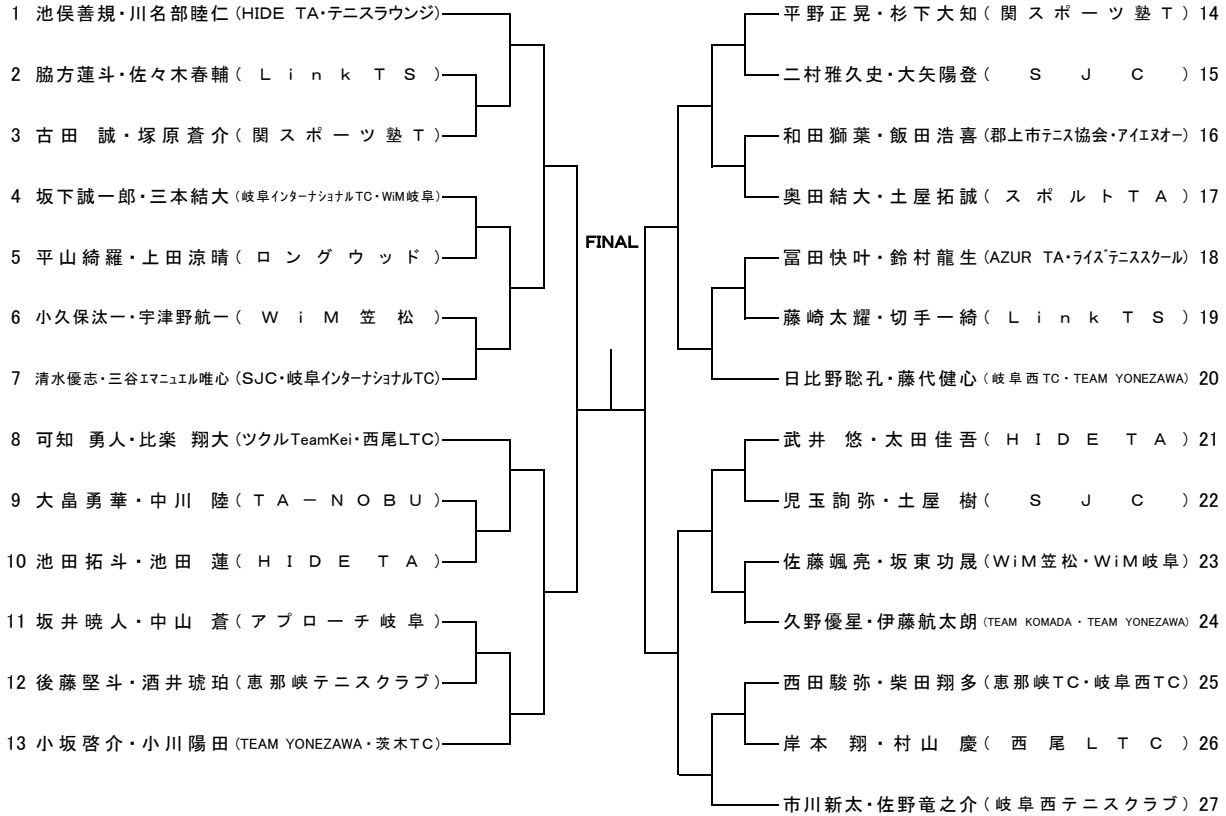 1 池俣善規・川名部睦仁(HIDE TA・テニスラウンジ)
2 脇方蓮斗・佐々木春輔(LinkTS)
3 古田 誠・塚原蒼介(関スポーツ塾T)
4 坂下誠一郎・三本結大(岐阜インターナショナルTC・WiM岐阜)
5 平山綺羅・上田涼晴(ロングウッド)
6 小久保汰一・宇津野航一(WiM笠松)
7 清水優志・三谷エマニュエル唯心(SJC・岐阜インターナショナルTC)
8 可知 勇人・比楽 翔大(ツクルTeamKei・西尾LTC)
9 大畠勇華・中川 陸(TA-NOBU)
10 池田拓斗・池田 蓮(HIDE TA)
11 坂井暁人・中山 蒼(アプローチ岐阜)
12 後藤堅斗・酒井琥珀(恵那峡テニスクラブ)
13 小坂啓介・小川陽田(TEAM YONEZAWA・茨木TC)
FINAL
平野正晃・杉下大知(関スポーツ塾T) 14
二村雅久史・大矢陽登(SJC) 15
和田獅葉・飯田浩喜(郡上市テニス協会・アイエヌオー) 16
奥田結大・土屋拓誠(スポルトTA) 17
冨田快叶・鈴村龍生(AZUR TA・ライズテニススクール) 18
藤崎太耀・切手一綺(LinkTS) 19
日比野聡孔・藤代健心(岐阜西TC・TEAM YONEZAWA) 20
武井 悠・太田佳吾(HIDE TA) 21
児玉詢弥・土屋 樹(SJC) 22
佐藤颯亮・坂東功晟(WiM笠松・WiM岐阜) 23
久野優星・伊藤航太朗(TEAM KOMADA・TEAM YONEZAWA) 24
西田駿弥・柴田翔多(恵那峡TC・岐阜西TC) 25
岸本 翔・村山 慶(西尾LTC) 26
市川新太・佐野竜之介(岐阜西テニスクラブ) 27